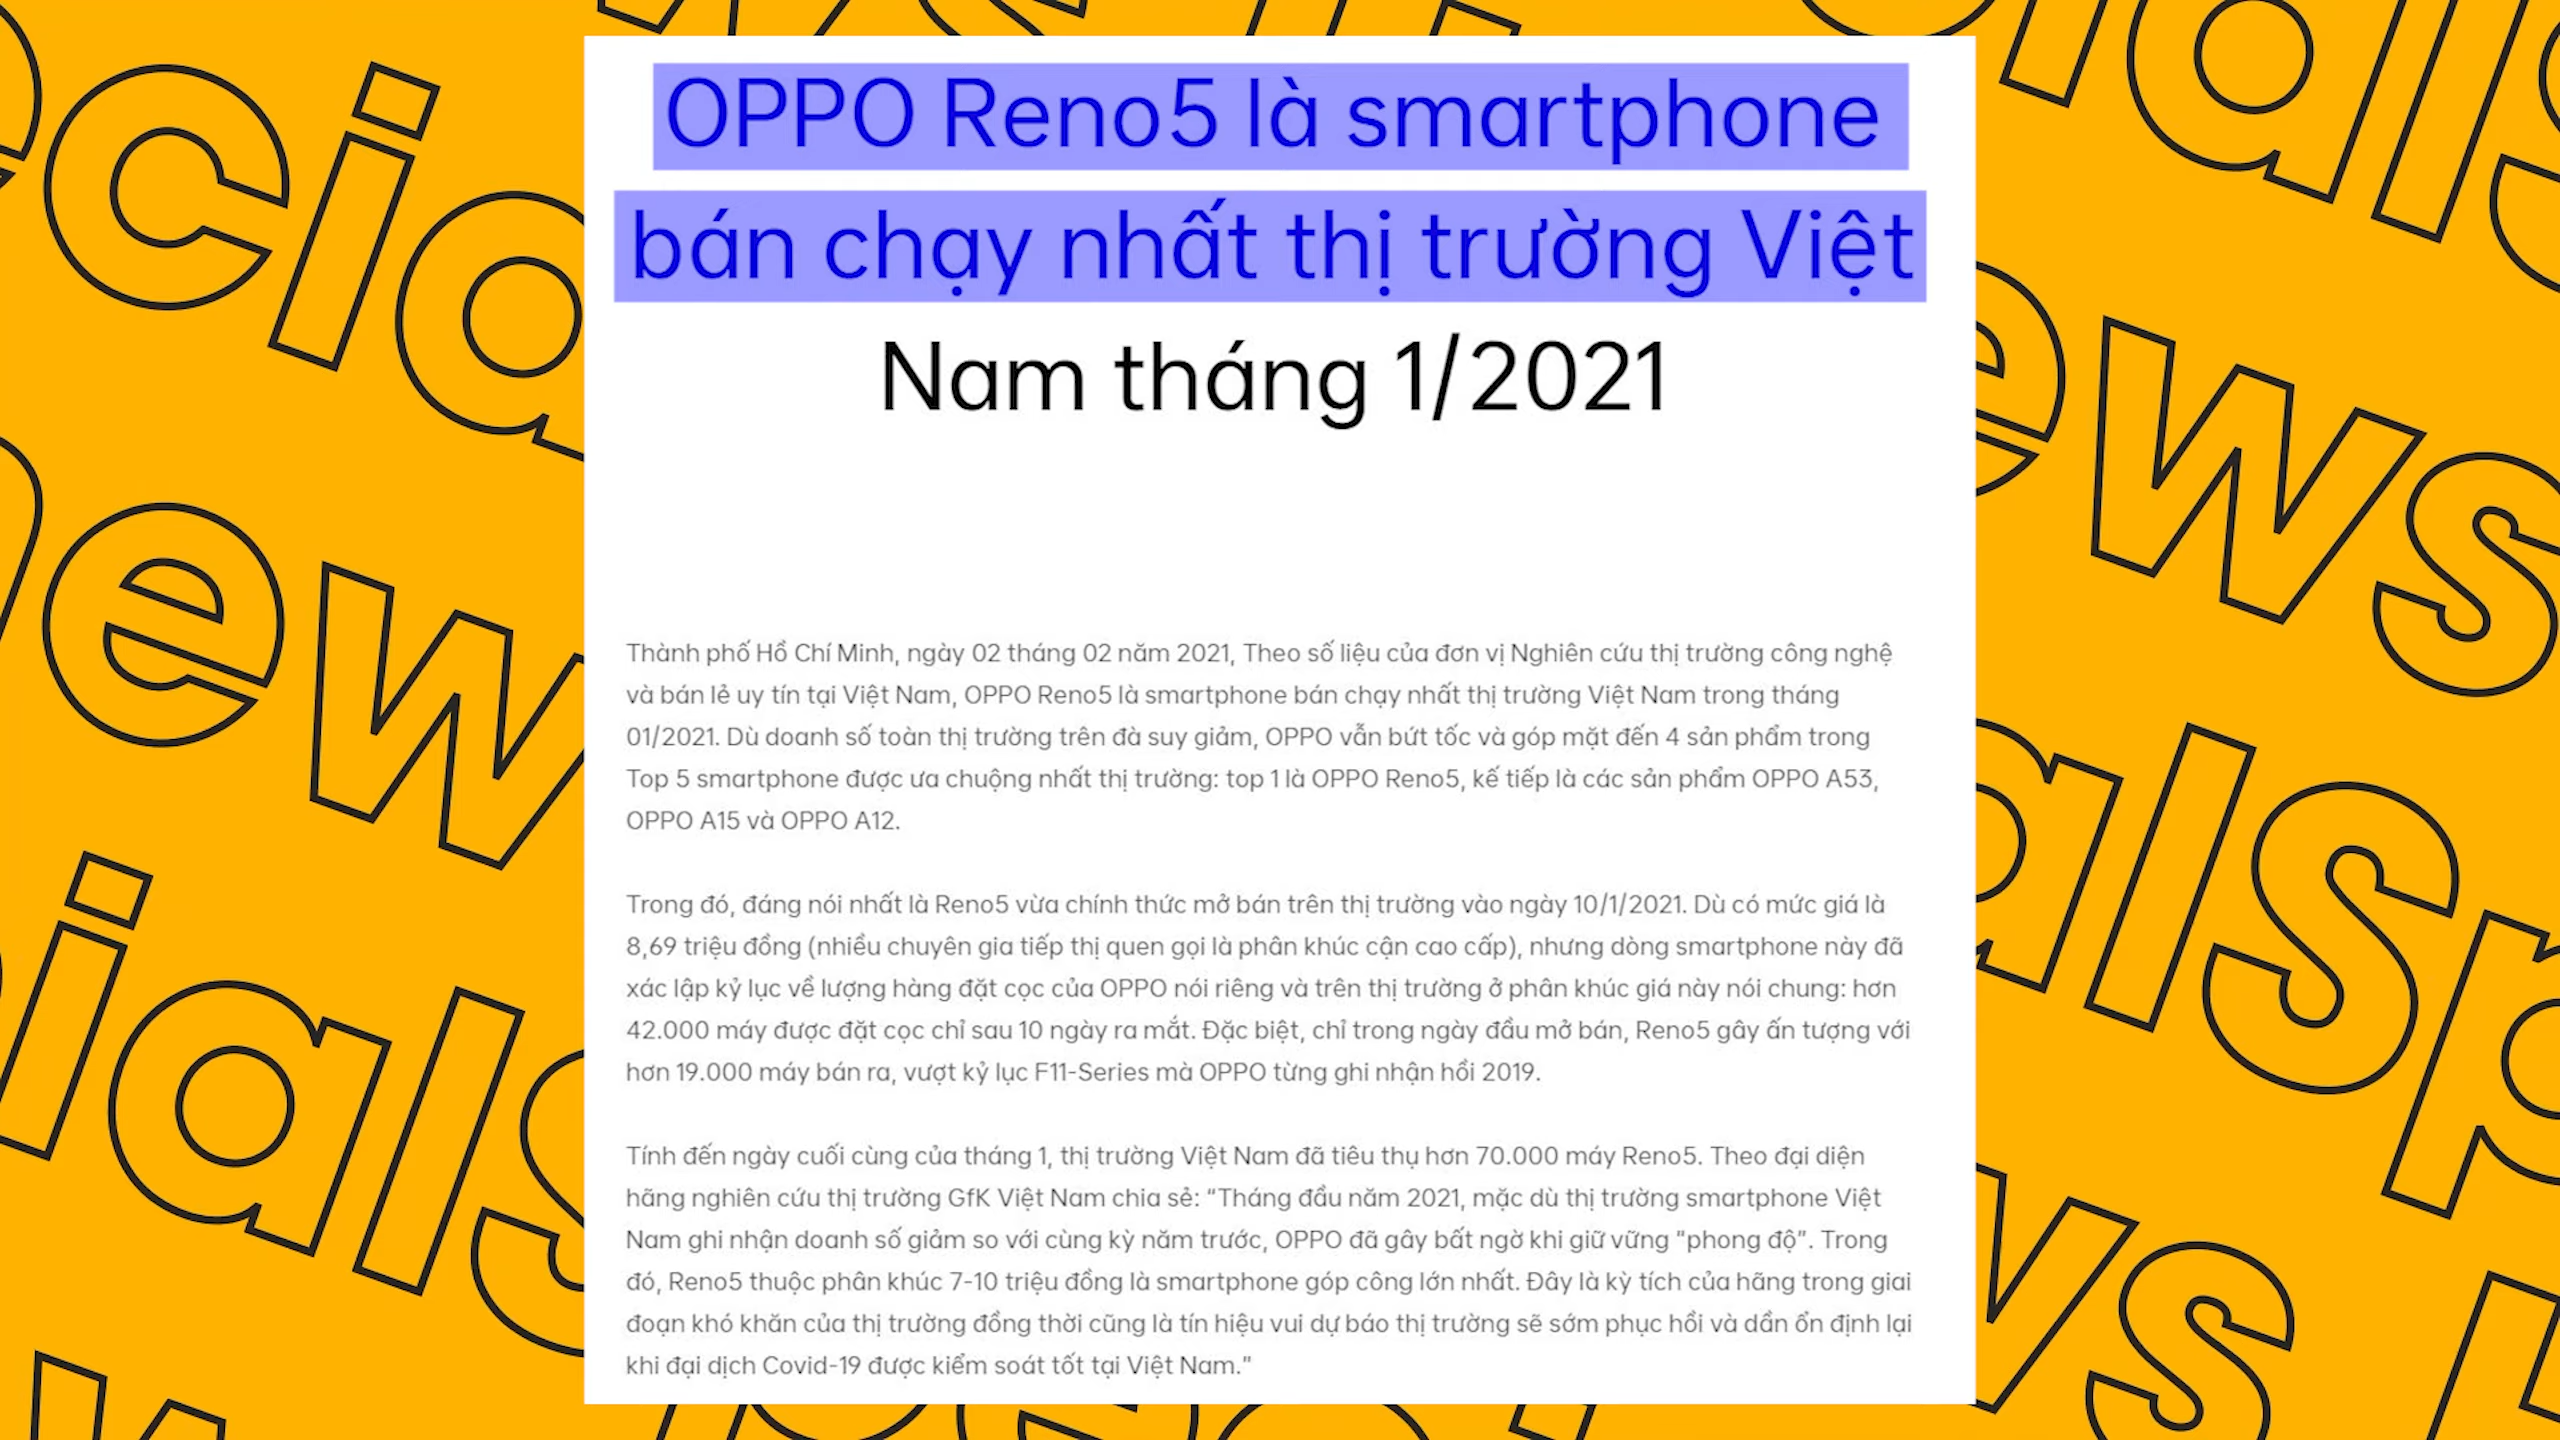 OPPO Reno5 là smartphone
bán chạy nhất thị trường Việt
Nam tháng 1/2021
Thành phố Hồ Chí Minh, ngày 02 tháng 02 năm 2021, Theo số liệu của đơn vị Nghiên cứu thị trường công nghệ
và bán lẻ uy tín tại Việt Nam, OPPO Reno5 là smartphone bán chạy nhất thị trường Việt Nam trong tháng
01/2021. Dù doanh số toàn thị trường trên đà suy giảm, OPPO vẫn bứt tốc và góp mặt đến 4 sản phẩm trong
Top 5 smartphone được ưa chuộng nhất thị trường: top 1 là OPPO Reno5, kế tiếp là các sản phẩm OPPO A53,
OPPO A15 và OPPO A12.
Trong đó, đáng nói nhất là Reno5 vừa chính thức mở bán trên thị trường vào ngày 10/1/2021. Dù có mức giá là
8,69 triệu đồng (nhiều chuyên gia tiếp thị quen gọi là phân khúc cận cao cấp), nhưng dòng smartphone này đã
xác lập kỷ lục về lượng hàng đặt cọc của OPPO nói riêng và trên thị trường ở phân khúc giá này nói chung: hơn
42.000 máy được đặt cọc chỉ sau 10 ngày ra mắt. Đặc biệt, chỉ trong ngày đầu mở bán, Reno5 gây ấn tượng với
hơn 19.000 máy bán ra, vượt kỷ lục F11-Series mà OPPO từng ghi nhận hồi 2019.
Tính đến ngày cuối cùng của tháng 1, thị trường Việt Nam đã tiêu thụ hơn 70.000 máy Reno5. Theo đại diện
hãng nghiên cứu thị trường GfK Việt Nam chia sẻ: “Tháng đầu năm 2021, mặc dù thị trường smartphone Việt
Nam ghi nhận doanh số giảm so với cùng kỳ năm trước, OPPO đã gây bất ngờ khi giữ vững "phong độ”. Trong
đó, Reno5 thuộc phân khúc 7-10 triệu đồng là smartphone góp công lớn nhất. Đây là kỳ tích của hãng trong giai
đoạn khó khăn của thị trường đồng thời cũng là tín hiệu vui dự báo thị trường sẽ sớm phục hồi và dần ổn định lại
khi đại dịch Covid-19 được kiểm soát tốt tại Việt Nam.”